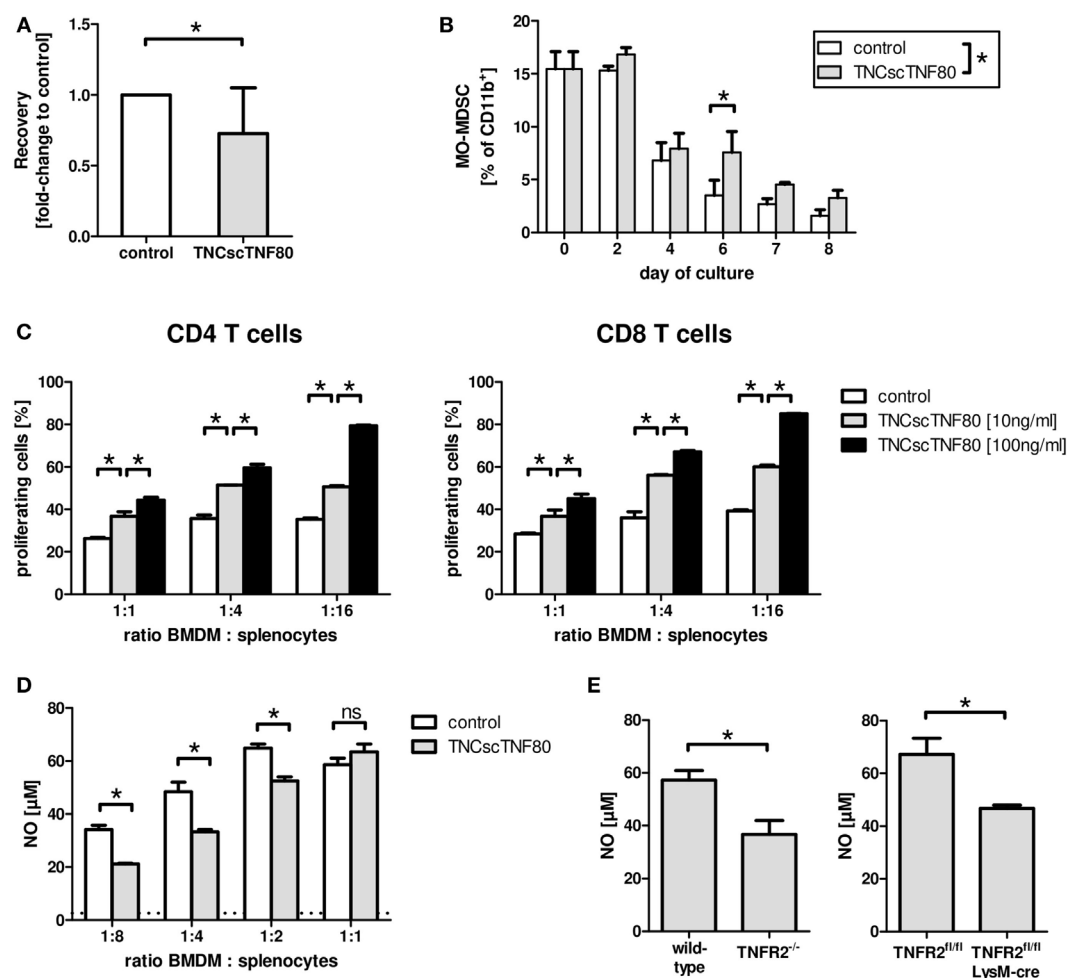 A
Recovery
[fold-change to control]
1.5
1.0
0.5
0.0
*
control TNCscTNF80
B
MO-MDSC
[% of CD11b⁺]
20
15
10
5
0
*
0 2 4 6 7 8
day of culture
control
TNCscTNF80
*
C
CD4 T cells
proliferating cells [%]
100
80
60
40
20
0
* * * * * *
1:1 1:4 1:16
ratio BMDM : splenocytes
CD8 T cells
proliferating cells [%]
100
80
60
40
20
0
* * * * * *
1:1 1:4 1:16
ratio BMDM : splenocytes
control
TNCscTNF80 [10ng/ml]
TNCscTNF80 [100ng/ml]
D
NO [µM]
80
60
40
20
0
* * * ns
1:8 1:4 1:2 1:1
ratio BMDM : splenocytes
control
TNCscTNF80
E
NO [µM]
80
60
40
20
0
*
wild-
type
TNFR2⁻/⁻
NO [µM]
80
60
40
20
0
*
TNFR2fl/fl
TNFR2fl/fl
LysM-cre